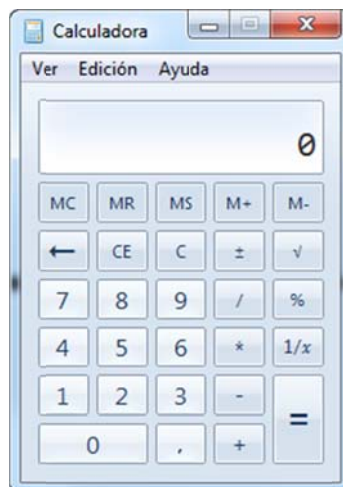 Calculadora
Ver Edición Ayuda
0
MC MR MS M+ M-
← CE C ± √
7 8 9 / %
4 5 6 * 1/x
1 2 3 - =
0 , +